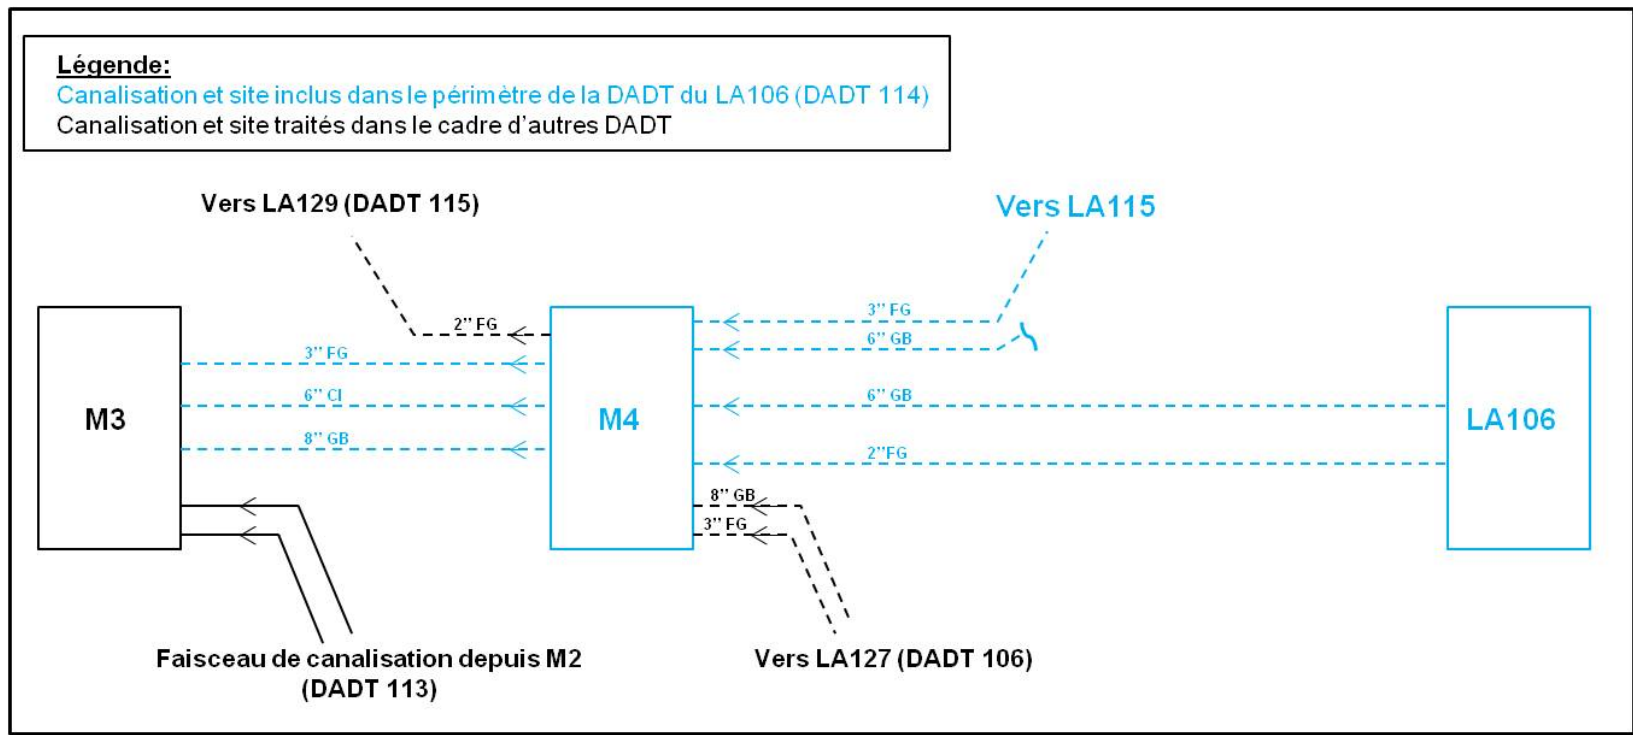 Légende:
Canalisation et site inclus dans le périmètre de la DADT du LA106 (DADT 114)
Canalisation et site traités dans le cadre d'autres DADT
Vers LA129 (DADT 115)
Vers LA115
2'' FG
3'' FG
6'' GB
3'' FG
6'' CI
8'' GB
6'' GB
2''FG
M3
M4
LA106
8'' GB
3'' FG
Faisceau de canalisation depuis M2
(DADT 113)
Vers LA127 (DADT 106)